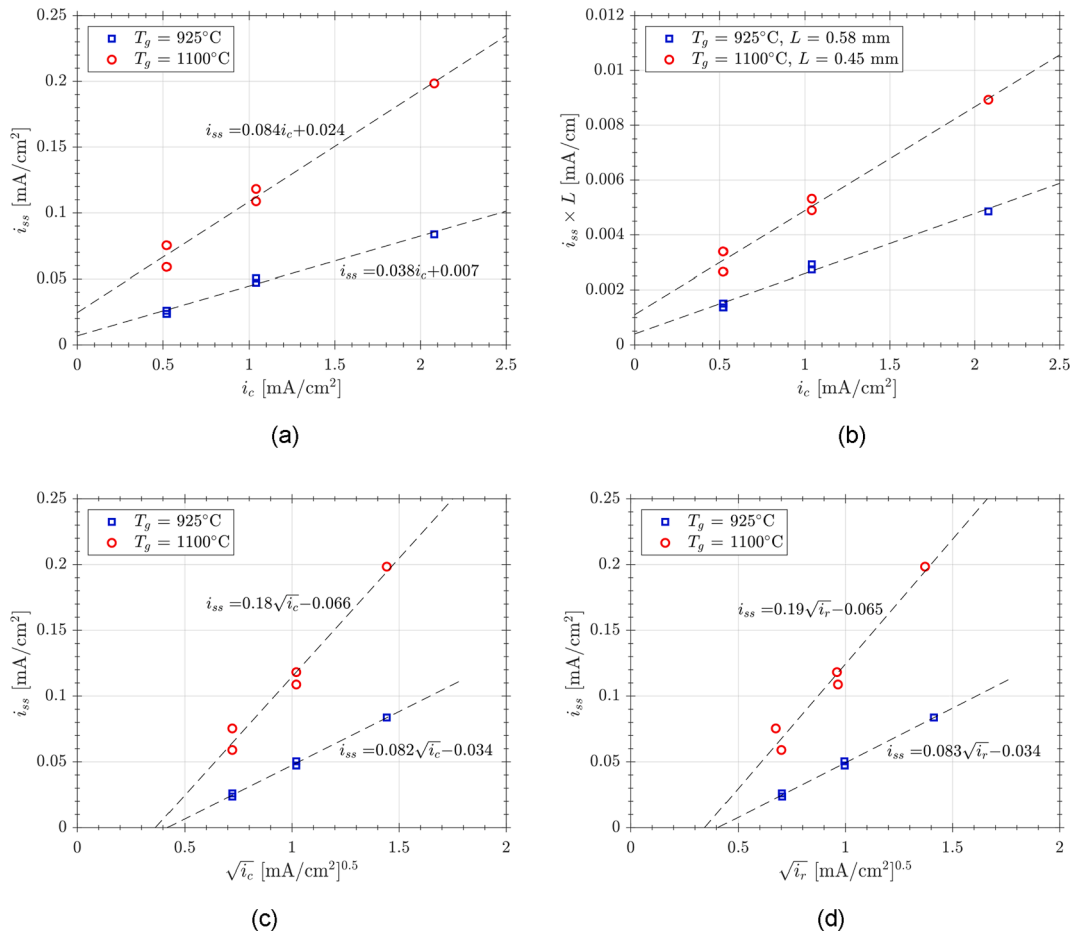 0.25
0.2
0.15
0.1
0.05
0
0
0.5
1
1.5
2
2.5
i_ss [mA/cm²]
i_c [mA/cm²]
T_g = 925°C
T_g = 1100°C
i_ss =0.084i_c+0.024
i_ss =0.038i_c+0.007
(a)
0.012
0.01
0.008
0.006
0.004
0.002
0
0
0.5
1
1.5
2
2.5
i_ss × L [mA/cm]
i_c [mA/cm²]
T_g = 925°C, L = 0.58 mm
T_g = 1100°C, L = 0.45 mm
(b)
0.25
0.2
0.15
0.1
0.05
0
0
0.5
1
1.5
2
i_ss [mA/cm²]
√i_c [mA/cm²]^0.5
T_g = 925°C
T_g = 1100°C
i_ss =0.18√i_c−0.066
i_ss =0.082√i_c−0.034
(c)
0.25
0.2
0.15
0.1
0.05
0
0
0.5
1
1.5
2
i_ss [mA/cm²]
√i_r [mA/cm²]^0.5
T_g = 925°C
T_g = 1100°C
i_ss =0.19√i_r−0.065
i_ss =0.083√i_r−0.034
(d)